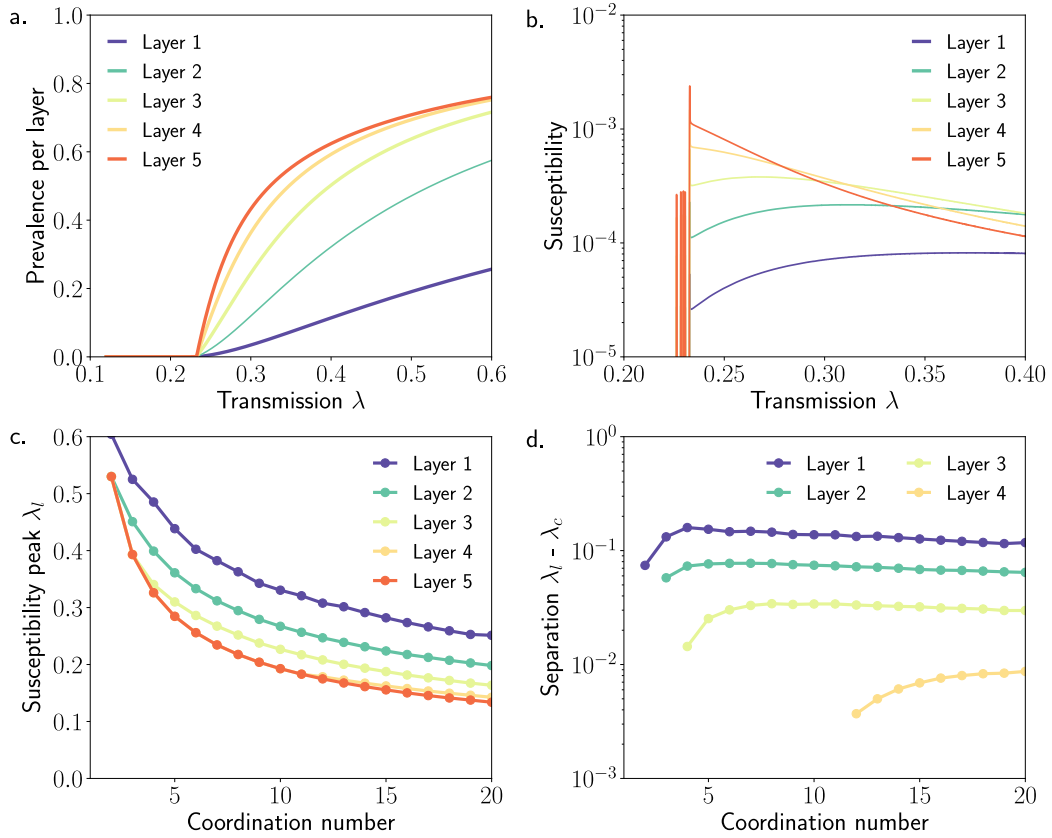 a.
1.0
0.8
0.6
0.4
0.2
0.0
Prevalence per layer
Layer 1
Layer 2
Layer 3
Layer 4
Layer 5
0.1 0.2 0.3 0.4 0.5 0.6
Transmission λ
b.
10⁻²
10⁻³
10⁻⁴
10⁻⁵
Susceptibility
Layer 1
Layer 2
Layer 3
Layer 4
Layer 5
0.20 0.25 0.30 0.35 0.40
Transmission λ
c.
0.6
0.5
0.4
0.3
0.2
0.1
0.0
Susceptibility peak λ_l
Layer 1
Layer 2
Layer 3
Layer 4
Layer 5
5 10 15 20
Coordination number
d.
10⁰
10⁻¹
10⁻²
10⁻³
Separation λ_l - λ_c
Layer 1 Layer 3
Layer 2 Layer 4
5 10 15 20
Coordination number